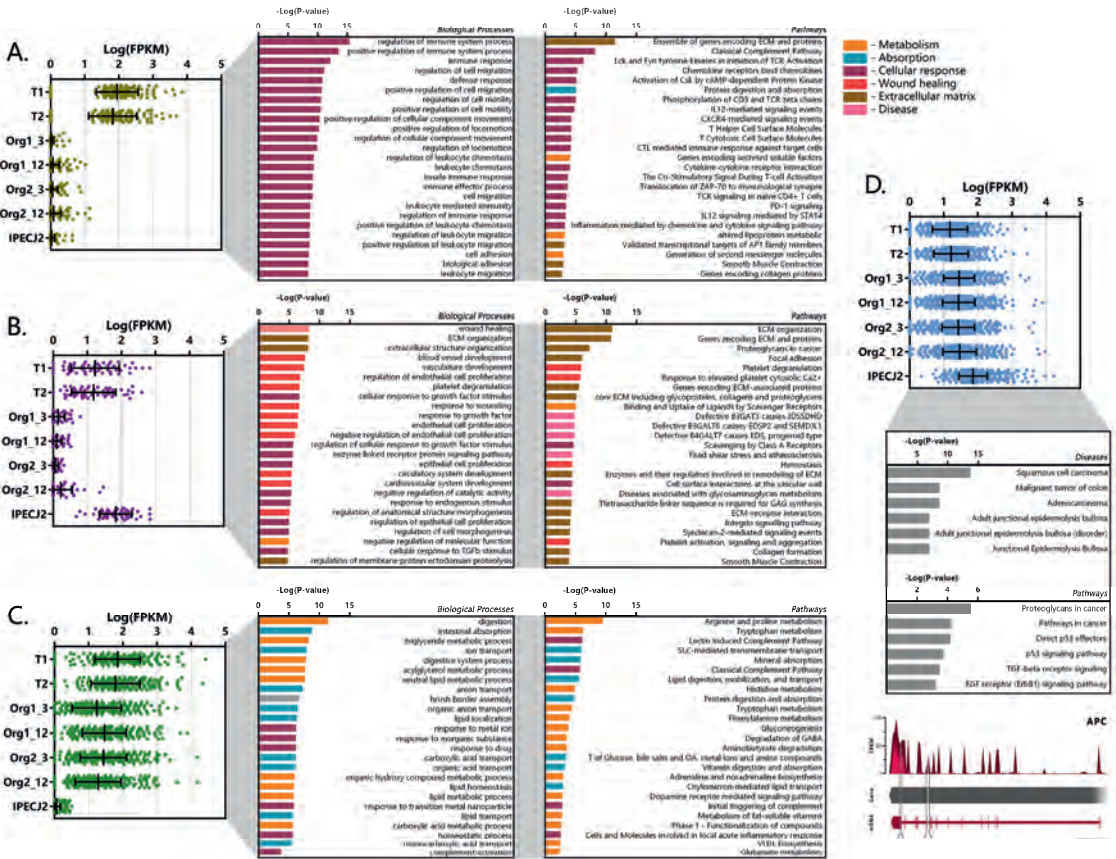 A.
Log(FPKM)
0 1 2 3 4 5
T1
T2
Org1_3
Org1_12
Org2_3
Org2_12
IPECJ2
-Log(P-value)
0 5 10 15
Biological Processes
regulation of immune system process
positive regulation of immune system process
immune response
regulation of cell migration
defense response
positive regulation of cell migration
regulation of cell motility
positive regulation of cell motility
positive regulation of cellular component movement
positive regulation of locomotion
regulation of cellular component movement
regulation of locomotion
regulation of leukocyte chemotaxis
leukocyte chemotaxis
innate immune response
immune effector process
cell migration
leukocyte mediated immunity
regulation of immune response
positive regulation of leukocyte chemotaxis
regulation of leukocyte migration
positive regulation of leukocyte migration
cell adhesion
biological adhesion
leukocyte migration
-Log(P-value)
0 5 10 15
Pathways
Ensemble of genes encoding ECM and proteins
Classical Complement Pathway
Lck and Fyn tyrosine kinases in initiation of TCR Activation
Chemokine receptors bind chemokines
Activation of Csk by cAMP-dependent Protein Kinase
Protein digestion and absorption
Phosphorylation of CD3 and TCR zeta chains
IL12-mediated signaling events
CXCR4-mediated signaling events
T Helper Cell Surface Molecules
T Cytotoxic Cell Surface Molecules
CTL mediated immune response against target cells
Genes encoding secreted soluble factors
Cytokine-cytokine receptor interaction
The Co-Stimulatory Signal During T-cell Activation
Translocation of ZAP-70 to immunological synapse
TCR signaling in naive CD4+ T cells
PD-1 signaling
IL12 signaling mediated by STAT4
Inflammation mediated by chemokine and cytokine signaling pathway
altered lipoprotein metabolic
Validated transcriptional targets of AP1 family members
Generation of second messenger molecules
Smooth Muscle Contraction
Genes encoding collagen proteins
- Metabolism
- Absorption
- Cellular response
- Wound healing
- Extracellular matrix
- Disease
B.
Log(FPKM)
0 1 2 3 4 5
T1
T2
Org1_3
Org1_12
Org2_3
Org2_12
IPECJ2
-Log(P-value)
0 5 10 15
Biological Processes
wound healing
ECM organization
extracellular structure organization
blood vessel development
vasculature development
regulation of endothelial cell proliferation
platelet degranulation
cellular response to growth factor stimulus
response to wounding
response to growth factor
endothelial cell proliferation
negative regulation of endothelial cell proliferation
regulation of cellular response to growth factor stimulus
enzyme linked receptor protein signaling pathway
epithelial cell proliferation
circulatory system development
cardiovascular system development
negative regulation of catalytic activity
response to endogenous stimulus
regulation of anatomical structure morphogenesis
regulation of epithelial cell proliferation
regulation of cell morphogenesis
negative regulation of molecular function
cellular response to TGFb stimulus
regulation of membrane protein ectodomain proteolysis
-Log(P-value)
0 5 10 15
Pathways
ECM organization
Genes encoding ECM and proteins
Proteoglycans in cancer
Focal adhesion
Platelet degranulation
Response to elevated platelet cytosolic Ca2+
Genes encoding ECM-associated proteins
core ECM including glycoproteins, collagens and proteoglycans
Binding and Uptake of Ligands by Scavenger Receptors
Defective B3GAT3 causes JDSSDHD
Defective B3GALT6 causes EDSP2 and SEMDJL1
Defective B4GALT7 causes EDS, progeroid type
Scavenging by Class A Receptors
Fluid shear stress and atherosclerosis
Hemostasis
Enzymes and their regulators involved in remodeling of ECM
Cell surface interactions at the vascular wall
Diseases associated with glycosaminoglycan metabolism
Thetrasaccharide linker sequence is required for GAG synthesis
ECM-receptor interaction
Integrin signalling pathway
Syndecan-2-mediated signaling events
Platelet activation, signaling and aggregation
Collagen formation
Smooth Muscle Contraction
C.
Log(FPKM)
0 1 2 3 4 5
T1
T2
Org1_3
Org1_12
Org2_3
Org2_12
IPECJ2
-Log(P-value)
0 5 10 15
Biological Processes
digestion
intestinal absorption
triglyceride metabolic process
ion transport
digestive system process
acylglycerol metabolic process
neutral lipid metabolic process
anion transport
brush border assembly
organic anion transport
lipid localization
response to metal ion
response to inorganic substance
response to drug
carboxylic acid transport
organic acid transport
organic hydroxy compound metabolic process
lipid homeostasis
lipid metabolic process
response to transition metal nanoparticle
lipid transport
carboxylic acid metabolic process
homeostatic process
monocarboxylic acid transport
complement activation
-Log(P-value)
0 5 10 15
Pathways
Arginine and proline metabolism
Tryptophan metabolism
Lectin Induced Complement Pathway
SLC-mediated transmembrane transport
Mineral absorption
Classical Complement Pathway
Lipid digestion, mobilization, and transport
Histidine metabolism
Protein digestion and absorption
Tryptophan metabolism
Phenylalanine metabolism
Gluconeogenesis
Degradation of GABA
Aminobutyrate degradation
T of Glucose, bile salts and OA, metal ions and amine compounds
Vitamin digestion and absorption
Adrenaline and noradrenaline biosynthesis
Chylomicron-mediated lipid transport
Dopamine receptor mediated signaling pathway
Initial triggering of complement
Metabolism of fat-soluble vitamins
Phase 1 - Functionalization of compounds
Cells and Molecules involved in local acute inflammatory response
VLDL biosynthesis
Glutamate metabolism
D.
Log(FPKM)
0 1 2 3 4 5
T1
T2
Org1_3
Org1_12
Org2_3
Org2_12
IPECJ2
-Log(P-value)
5 10 15
Diseases
Squamous cell carcinoma
Malignant tumor of colon
Adenocarcinoma
Adult junctional epidermolysis bullosa
Adult junctional epidermolysis bullosa (disorder)
Junctional Epidermolysis Bullosa
-Log(P-value)
2 4 6
Pathways
Proteoglycans in cancer
Pathways in cancer
Direct p53 effectors
p53 signaling pathway
TGF-beta receptor signaling
EGF receptor (ErbB1) signaling pathway
APC